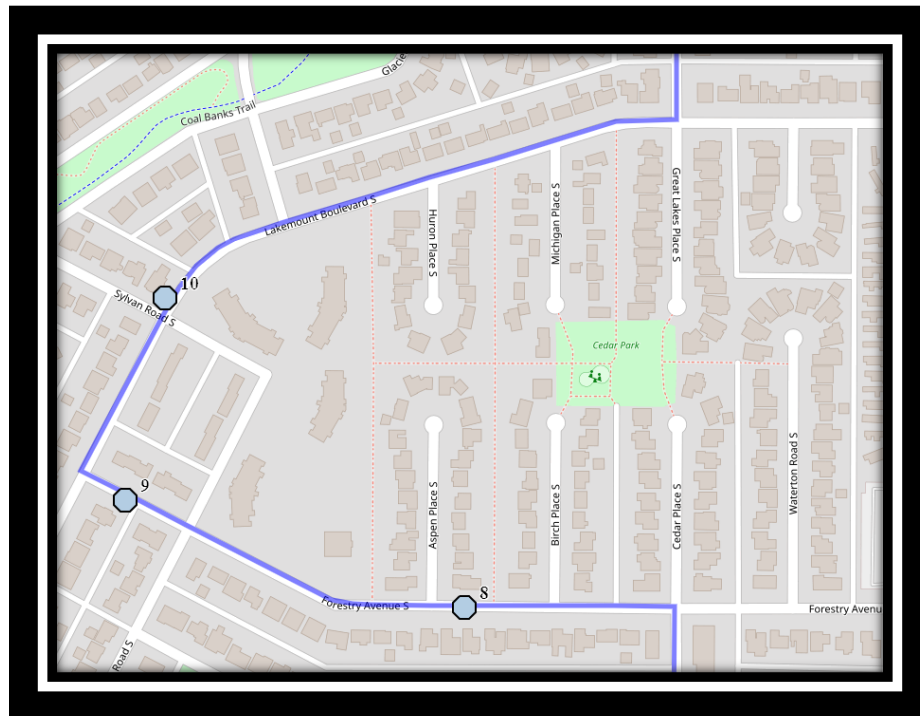 Glacie
Coal Banks Trail
Lakemount Boulevard S
Huron Place S
Michigan Place S
Great Lakes Place S
10
Sylvan Road S
Cedar Park
9
Aspen Place S
Birch Place S
Cedar Place S
Waterton Road S
8
Forestry Avenue S
Forestry Avenu
Road S